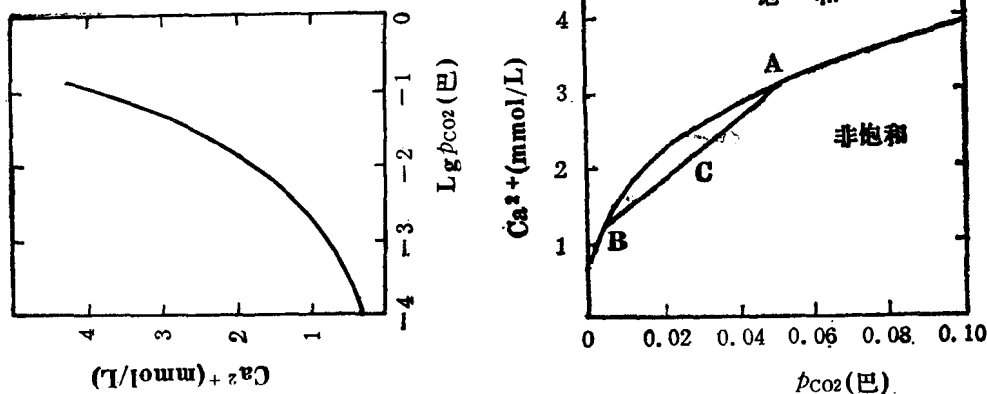 0
-1
-2
-3
-4
Lg pCO2(巴)
4
2
1
Ca2+(mmol/L)
4
3
2
1
Ca2+(mmol/L)
A
B
C
非饱和
0 0.02 0.04 0.06 0.08 0.10
pCO2(巴)